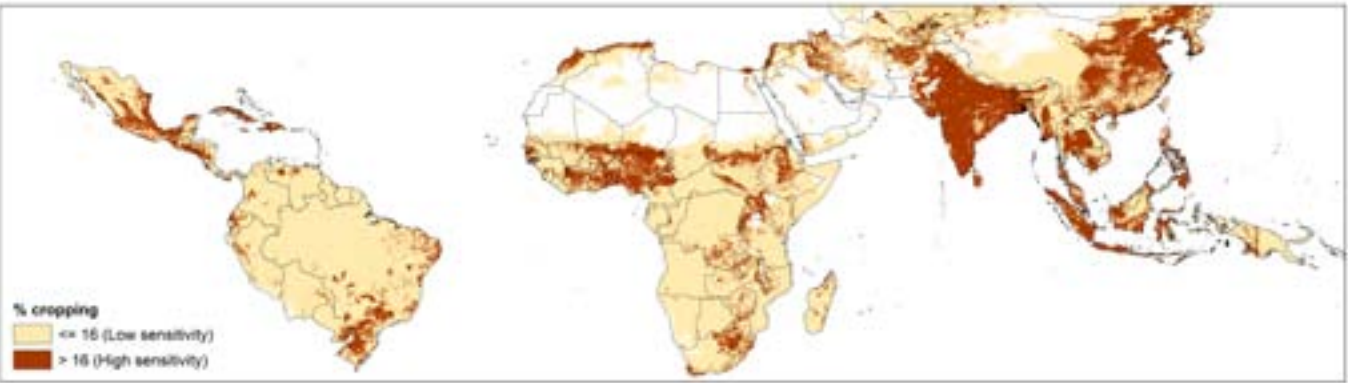 % cropping
<= 16 (Low sensitivity)
> 16 (High sensitivity)